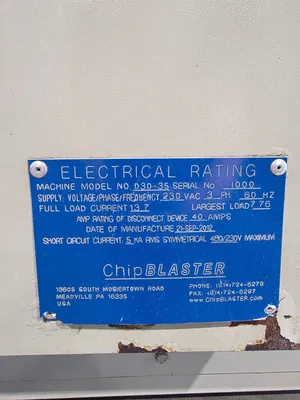 ELECTRICAL RATING
MACHINE MODEL NO D30-3S SERIAL No 1000
SUPPLY: VOLTAGE/PHASE/FREQUENCY 230 VAC 3 PH 60 HZ
FULL LOAD CURRENT 13.7 LARGEST LOAD 7.76
AMP RATING OF DISCONNECT DEVICE 40 AMPS
DATE OF MANUFACTURE 21-SEP-2012
SHORT CIRCUIT CURRENT: 5 KA RMS SYMMETRICAL 480/230V MAXIMUM
ChipBLASTER
13605 SOUTH MOSIERTOWN ROAD
MEADVILLE PA 16335
USA
PHONE: (814)724-6278
FAX: (814)724-6287
www.ChipBLASTER.com